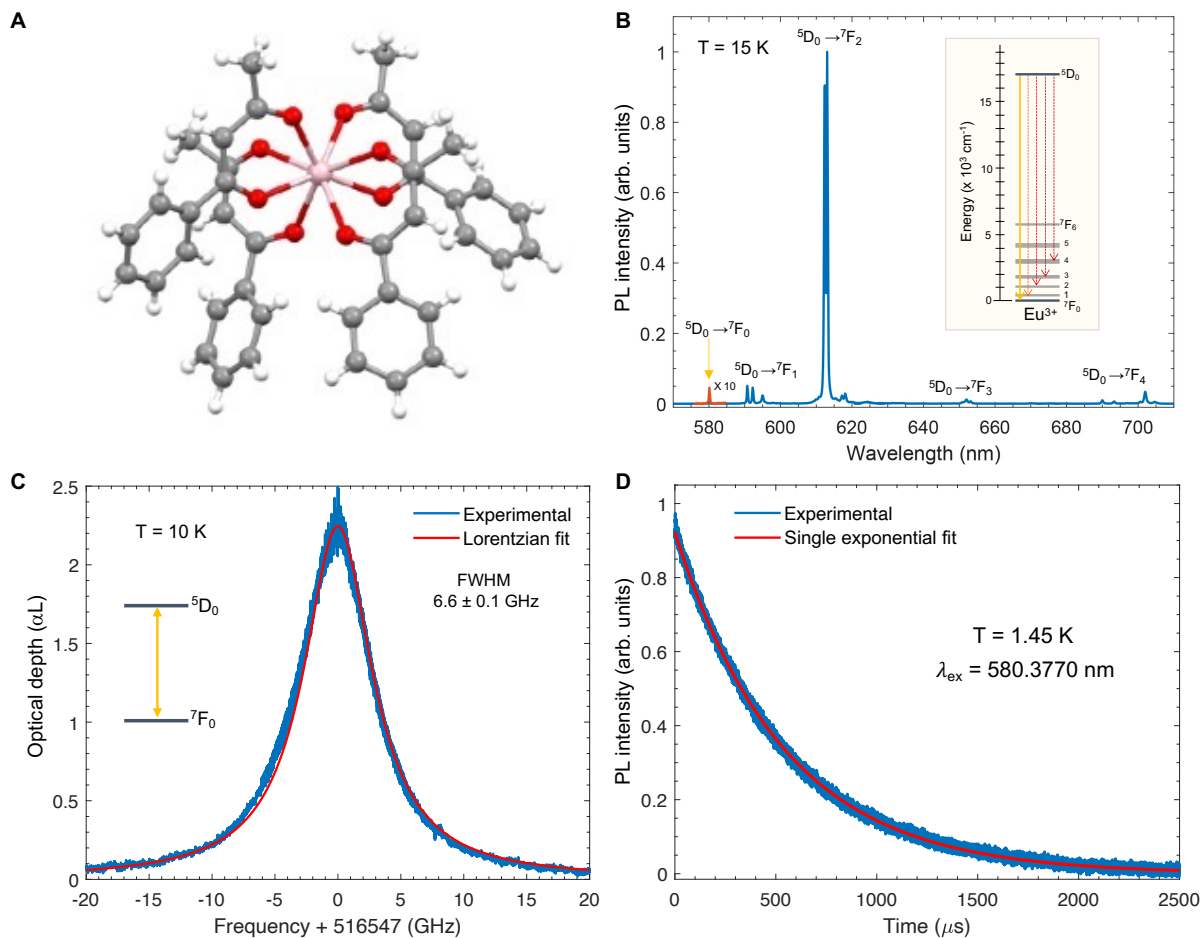 A
B
T = 15 K
⁵D₀→⁷F₂
⁵D₀→⁷F₀
X 10
⁵D₀→⁷F₁
⁵D₀→⁷F₃
⁵D₀→⁷F₄
PL intensity (arb. units)
1
0.8
0.6
0.4
0.2
0
580
600
620
640
660
680
700
Wavelength (nm)
Energy (x 10³ cm⁻¹)
15
10
5
0
⁵D₀
⁷F₆
5
4
3
2
1
⁷F₀
Eu³⁺
C
T = 10 K
Experimental
Lorentzian fit
FWHM
6.6 ± 0.1 GHz
⁵D₀
⁷F₀
Optical depth (αL)
2.5
2
1.5
1
0.5
0
-20
-15
-10
-5
0
5
10
15
20
Frequency + 516547 (GHz)
D
Experimental
Single exponential fit
T = 1.45 K
λex = 580.3770 nm
PL intensity (arb. units)
1
0.8
0.6
0.4
0.2
0
0
500
1000
1500
2000
2500
Time (μs)